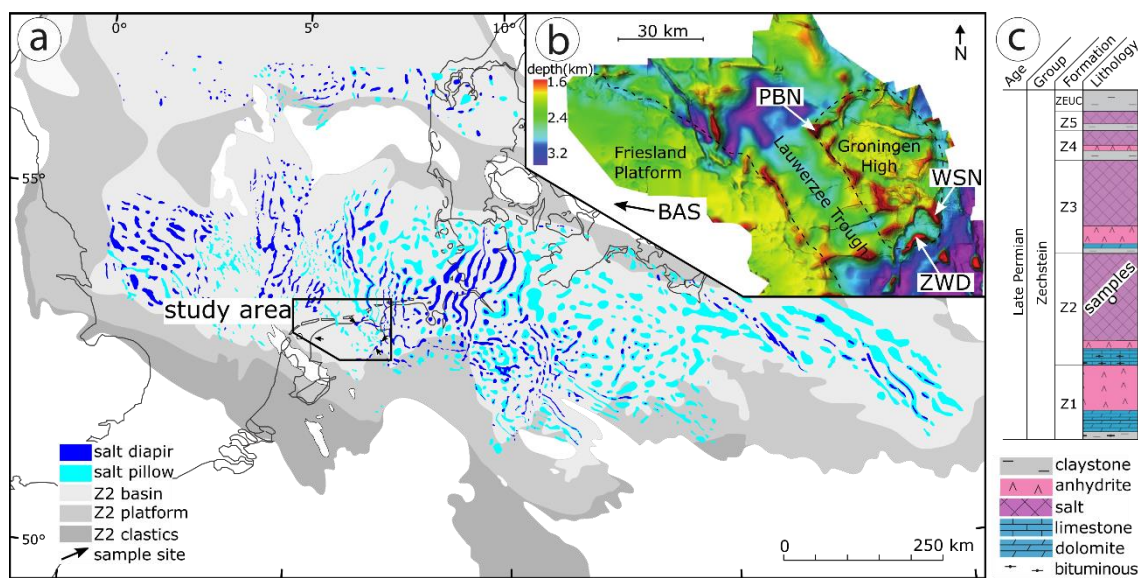 a
0°
5°
10°
55°
50°
study area
salt diapir
salt pillow
Z2 basin
Z2 platform
Z2 clastics
sample site
0
250 km
b
30 km
N
depth(km)
1.6
3.2
PBN
Friesland
Platform
Lauwerzee Trough
Groningen
High
WSN
BAS
ZWD
c
Age
Group
Formation
Lithology
Late Permian
Zechstein
ZEUC
Z5
Z4
Z3
Z2
Z1
samples
claystone
anhydrite
salt
limestone
dolomite
bituminous